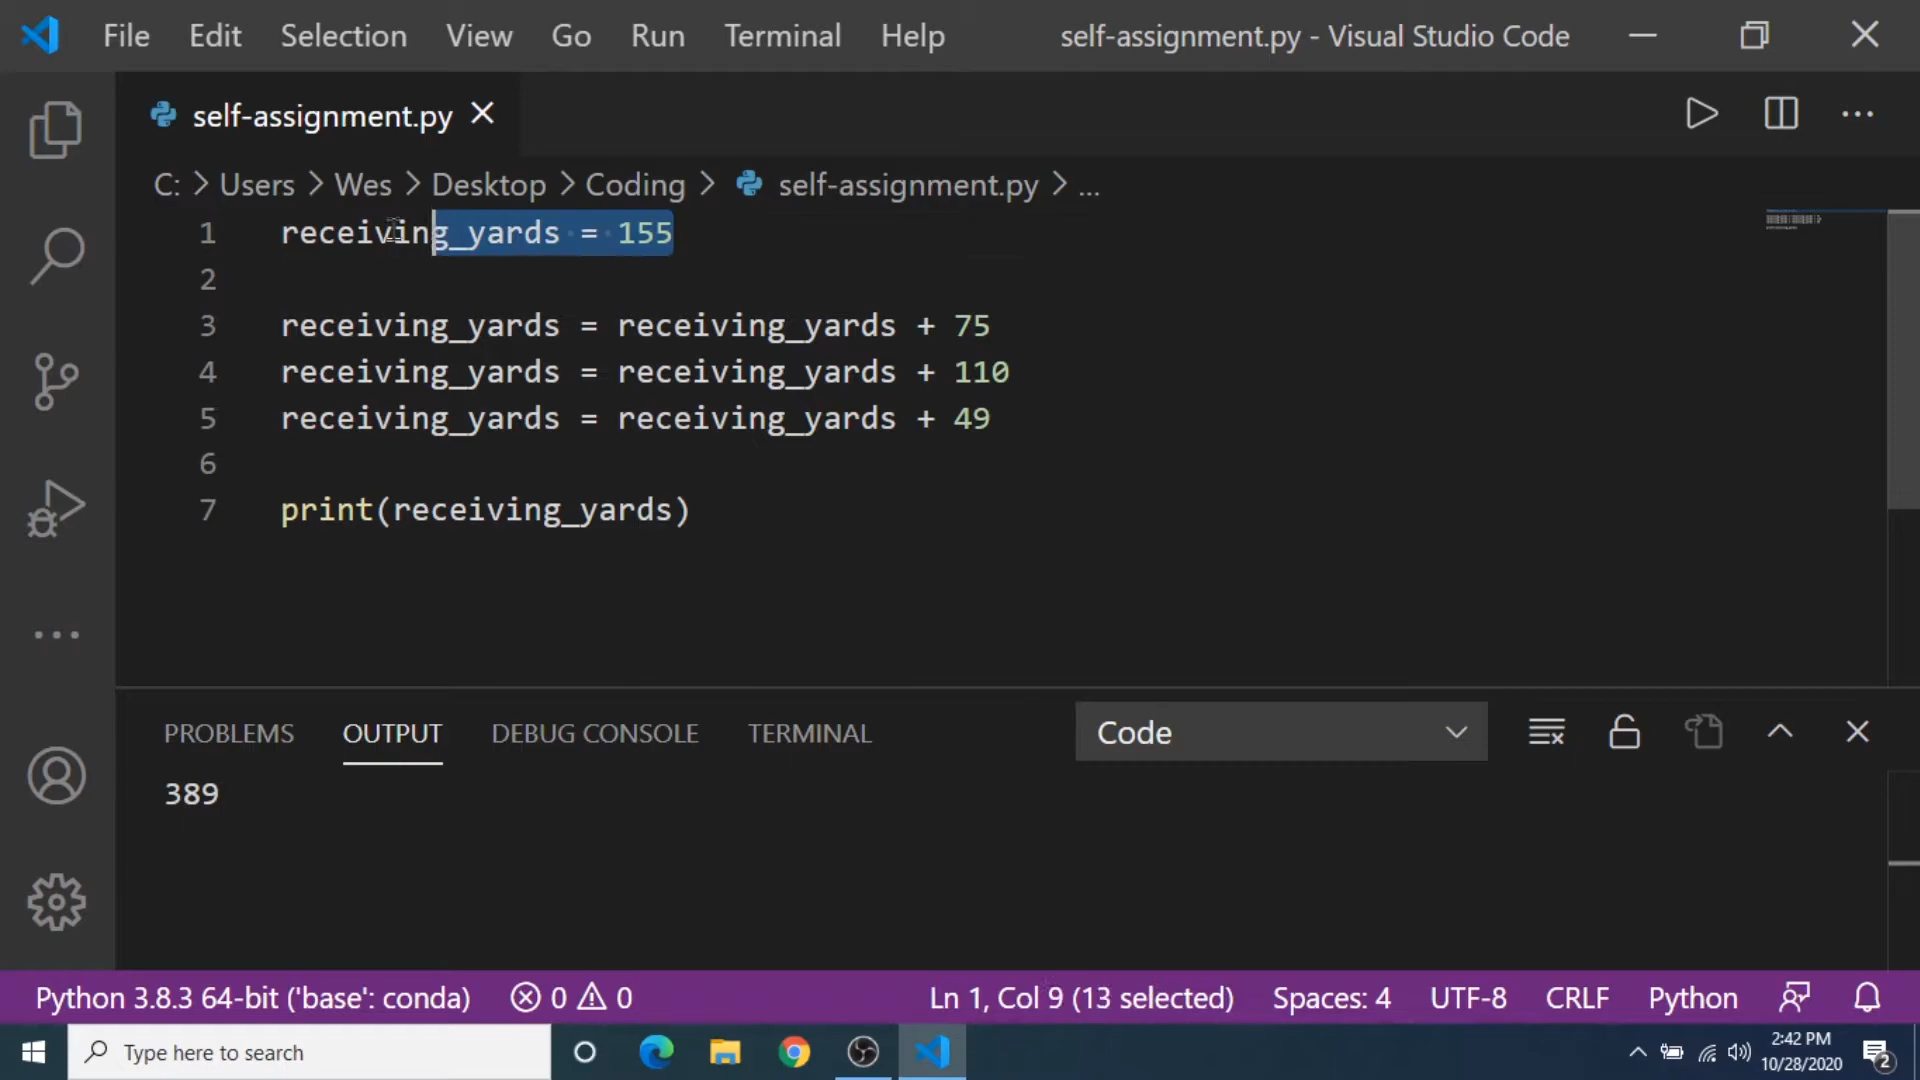 File Edit Selection View Go Run Terminal Help self-assignment.py - Visual Studio Code
self-assignment.py
C: > Users > Wes > Desktop > Coding > self-assignment.py > ...
1 receiving_yards = 155
2
3 receiving_yards = receiving_yards + 75
4 receiving_yards = receiving_yards + 110
5 receiving_yards = receiving_yards + 49
6
7 print(receiving_yards)
PROBLEMS OUTPUT DEBUG CONSOLE TERMINAL Code
389
Python 3.8.3 64-bit ('base': conda) 0 0 Ln 1, Col 9 (13 selected) Spaces: 4 UTF-8 CRLF Python
Type here to search
2:42 PM
10/28/2020
2